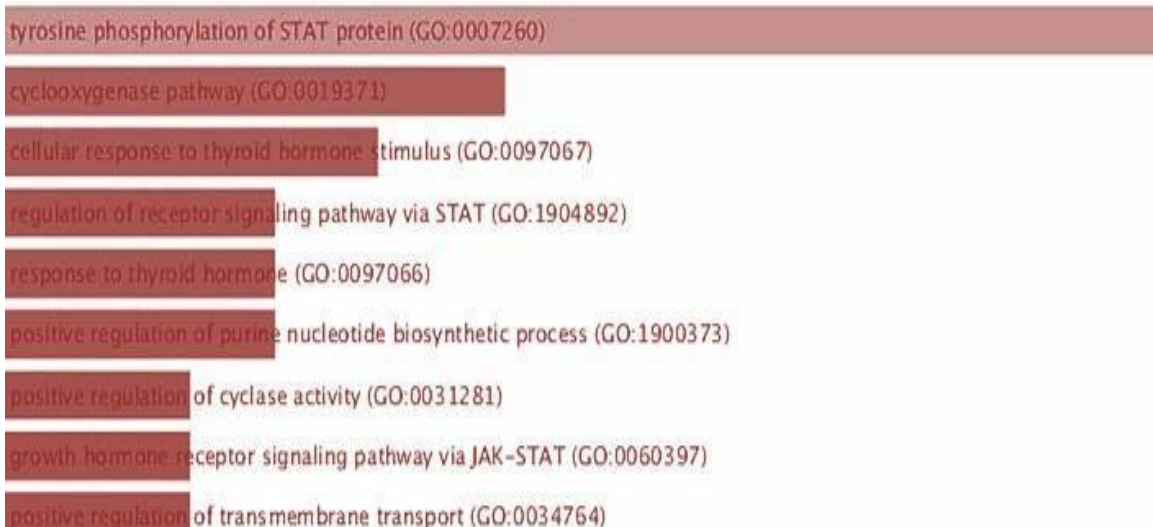 tyrosine phosphorylation of STAT protein (GO:0007260)
cyclooxygenase pathway (GO:0019371)
cellular response to thyroid hormone stimulus (GO:0097067)
regulation of receptor signaling pathway via STAT (GO:1904892)
response to thyroid hormone (GO:0097066)
positive regulation of purine nucleotide biosynthetic process (GO:1900373)
positive regulation of cyclase activity (GO:0031281)
growth hormone receptor signaling pathway via JAK-STAT (GO:0060397)
positive regulation of transmembrane transport (GO:0034764)